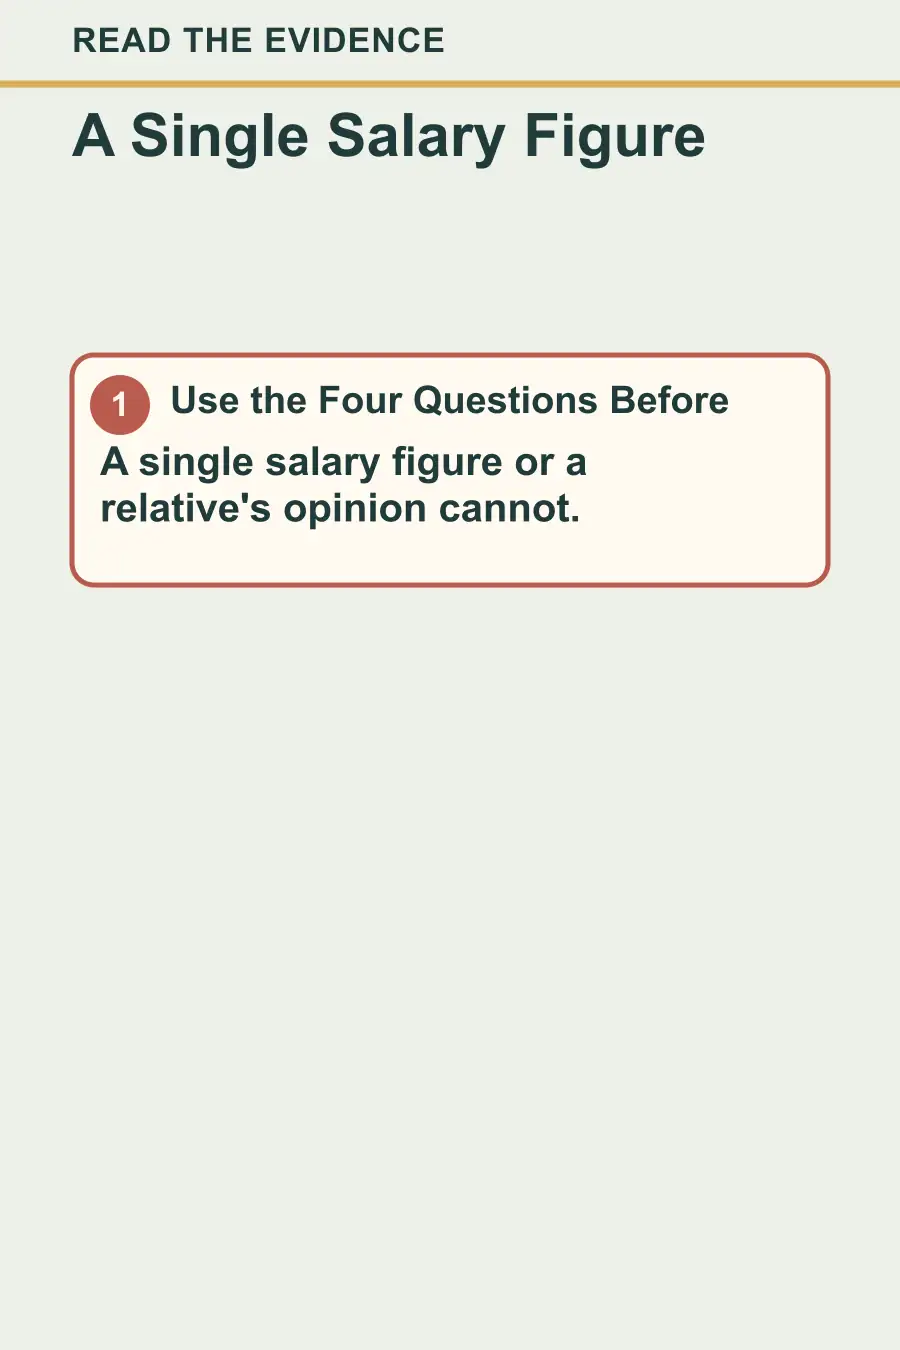 READ THE EVIDENCE
A Single Salary Figure
1 Use the Four Questions Before
A single salary figure or a
relative's opinion cannot.